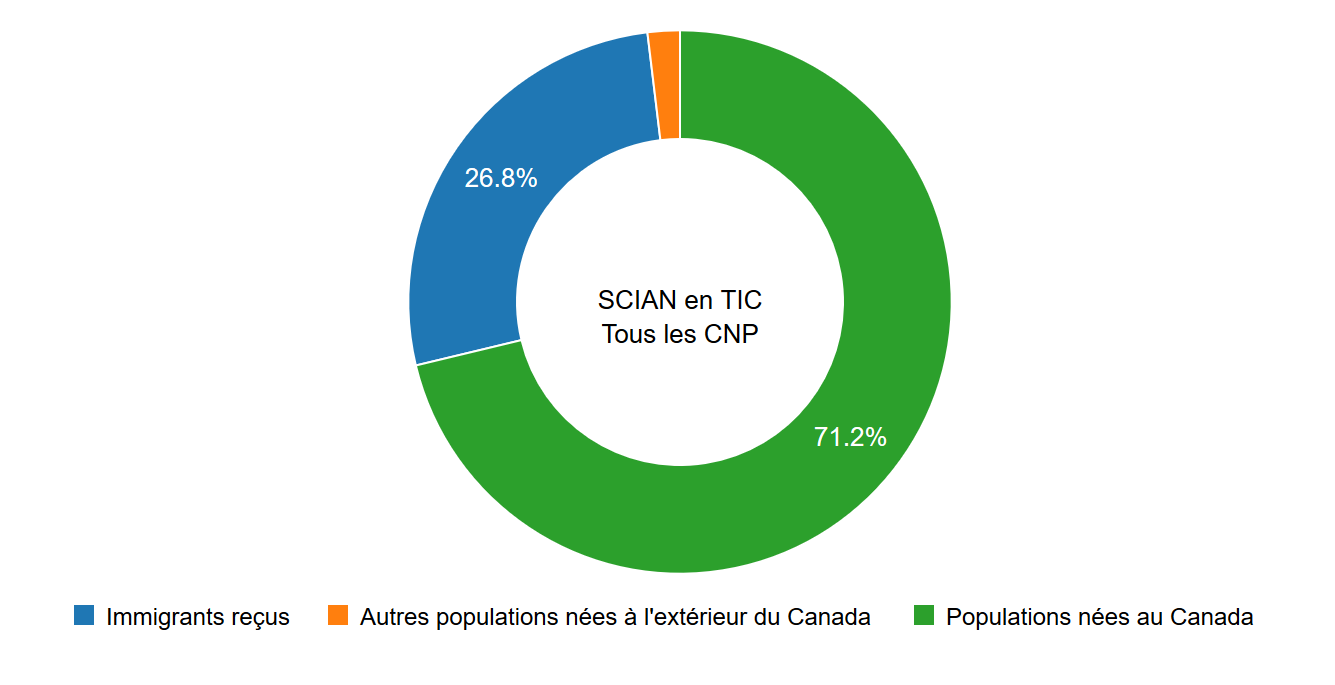 26.8%
SCIAN en TIC
Tous les CNP
71.2%
Immigrants reçus
Autres populations nées à l'extérieur du Canada
Populations nées au Canada